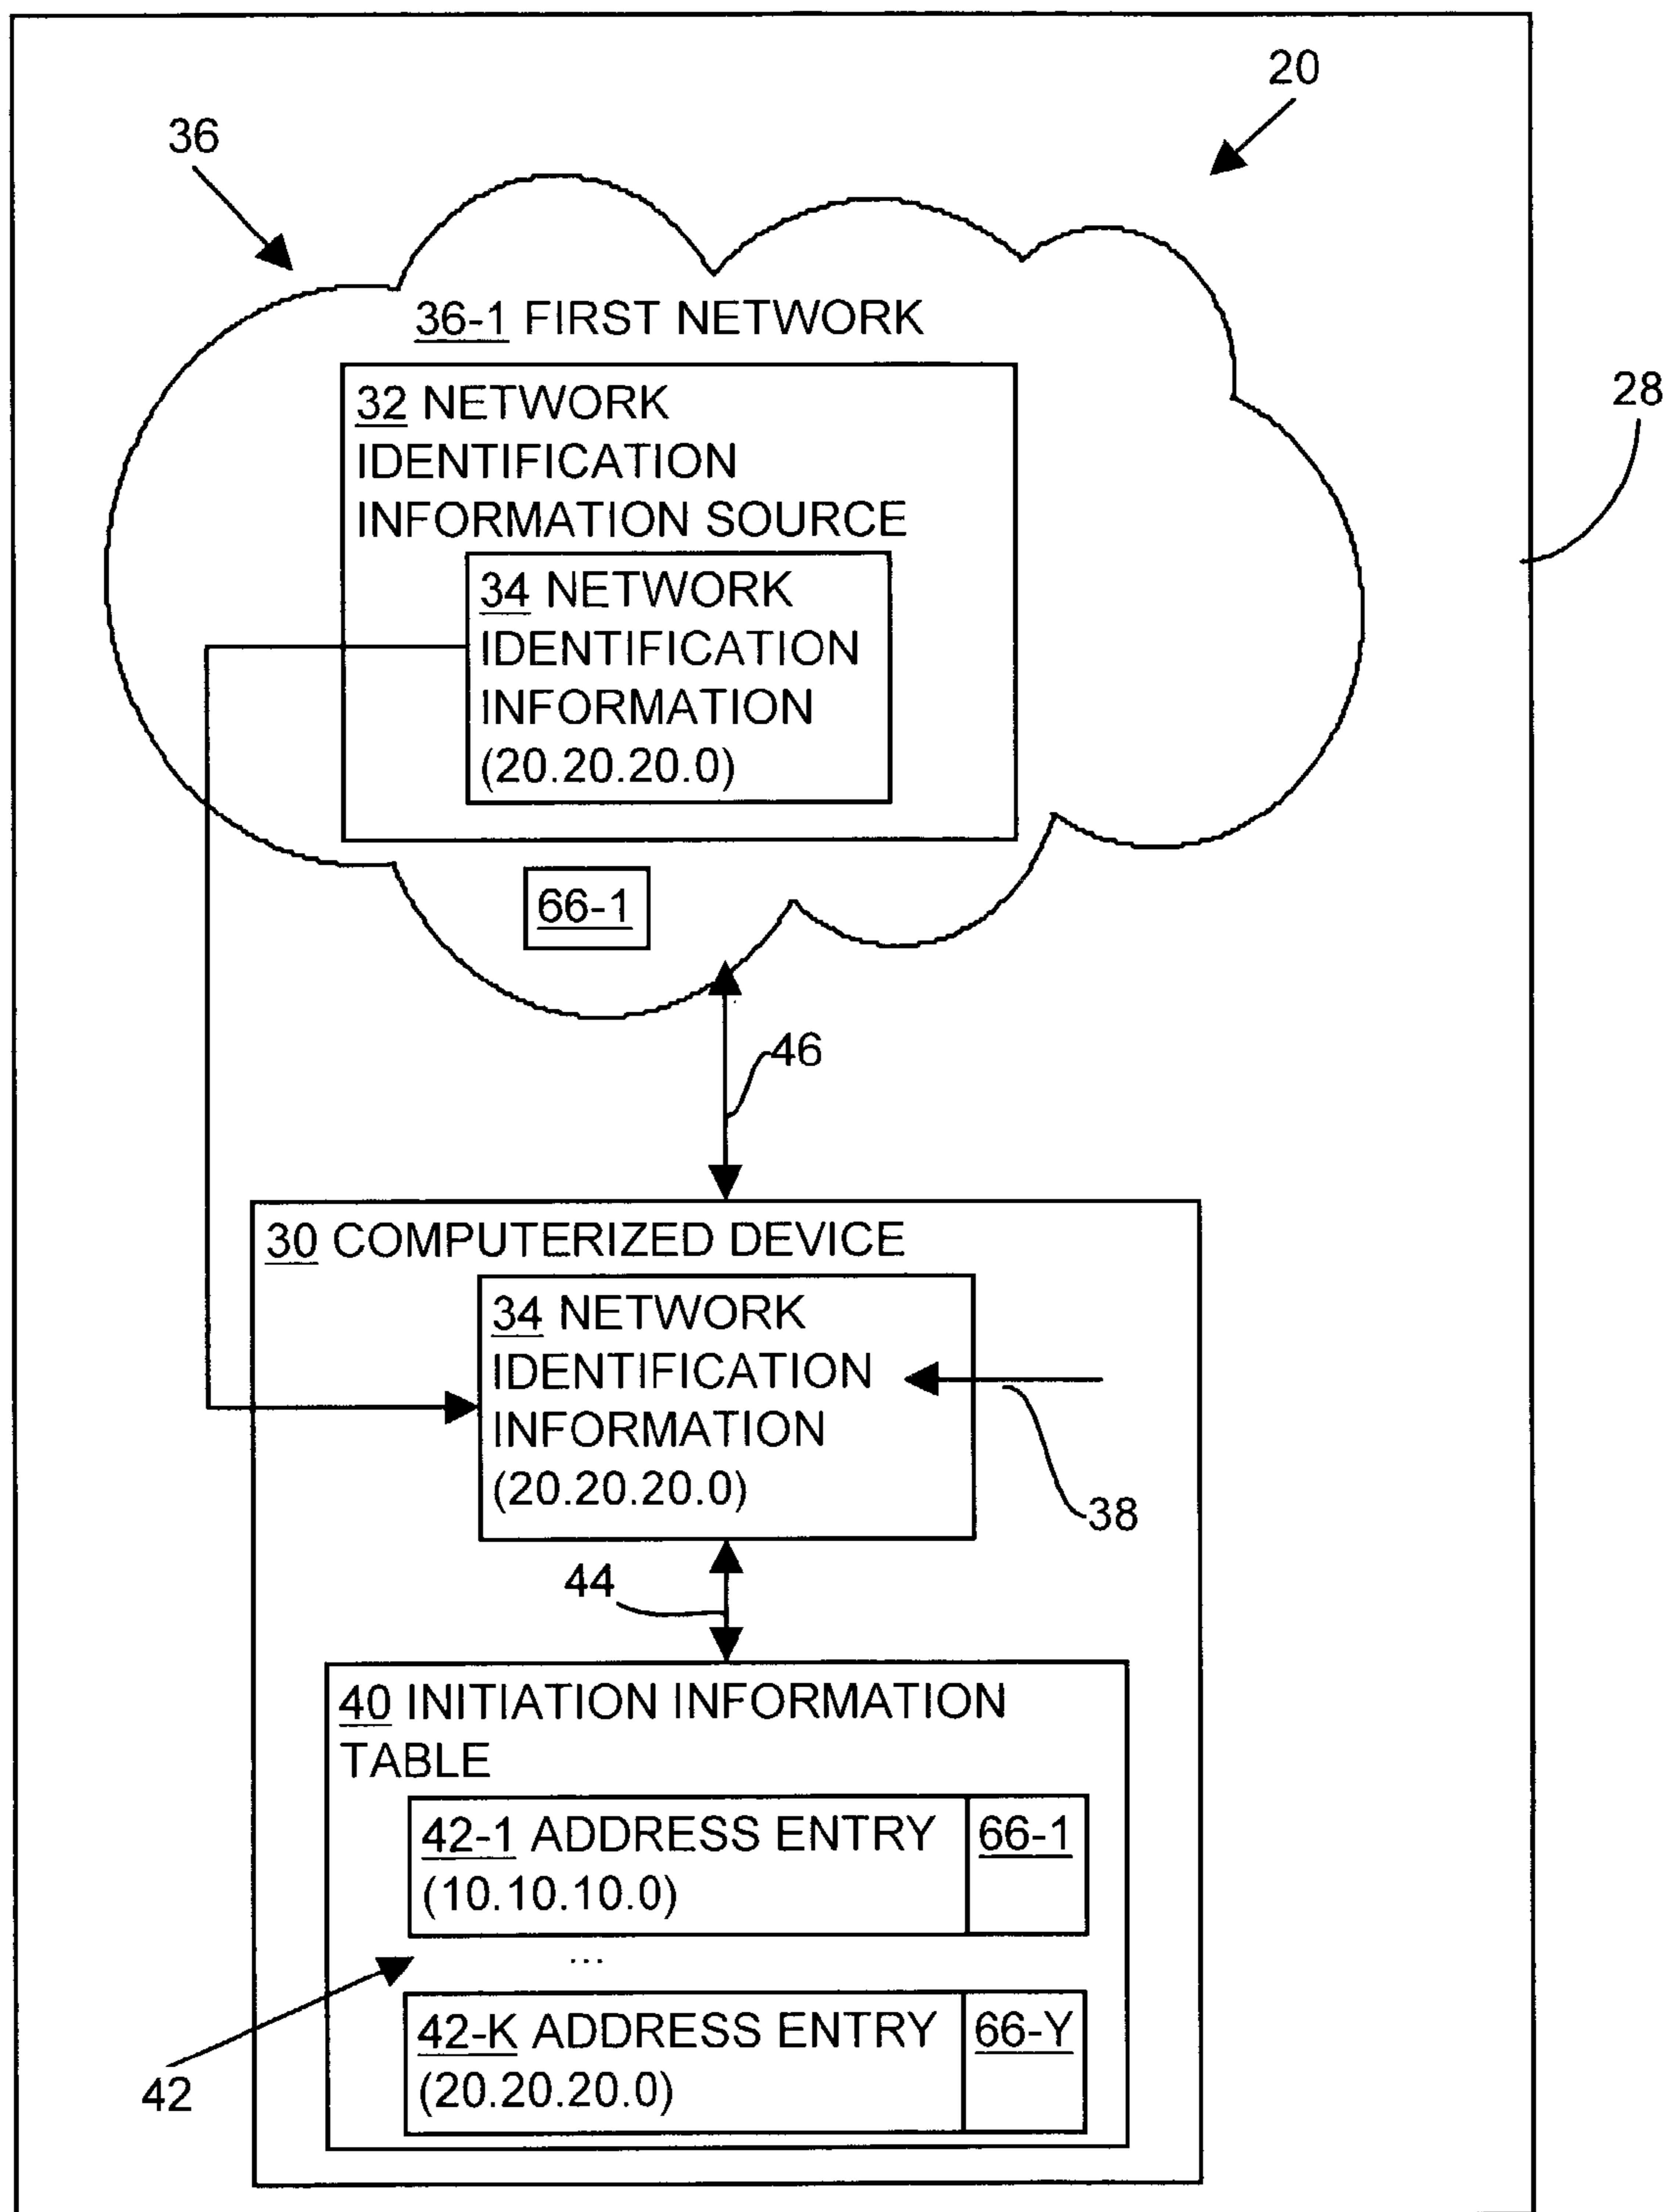 20
36
36-1 FIRST NETWORK
28
32 NETWORK
IDENTIFICATION
INFORMATION SOURCE
34 NETWORK
IDENTIFICATION
INFORMATION
(20.20.20.0)
66-1
46
30 COMPUTERIZED DEVICE
34 NETWORK
IDENTIFICATION
INFORMATION
(20.20.20.0)
38
44
40 INITIATION INFORMATION
TABLE
42-1 ADDRESS ENTRY 66-1
(10.10.10.0)
...
42-K ADDRESS ENTRY 66-Y
(20.20.20.0)
42